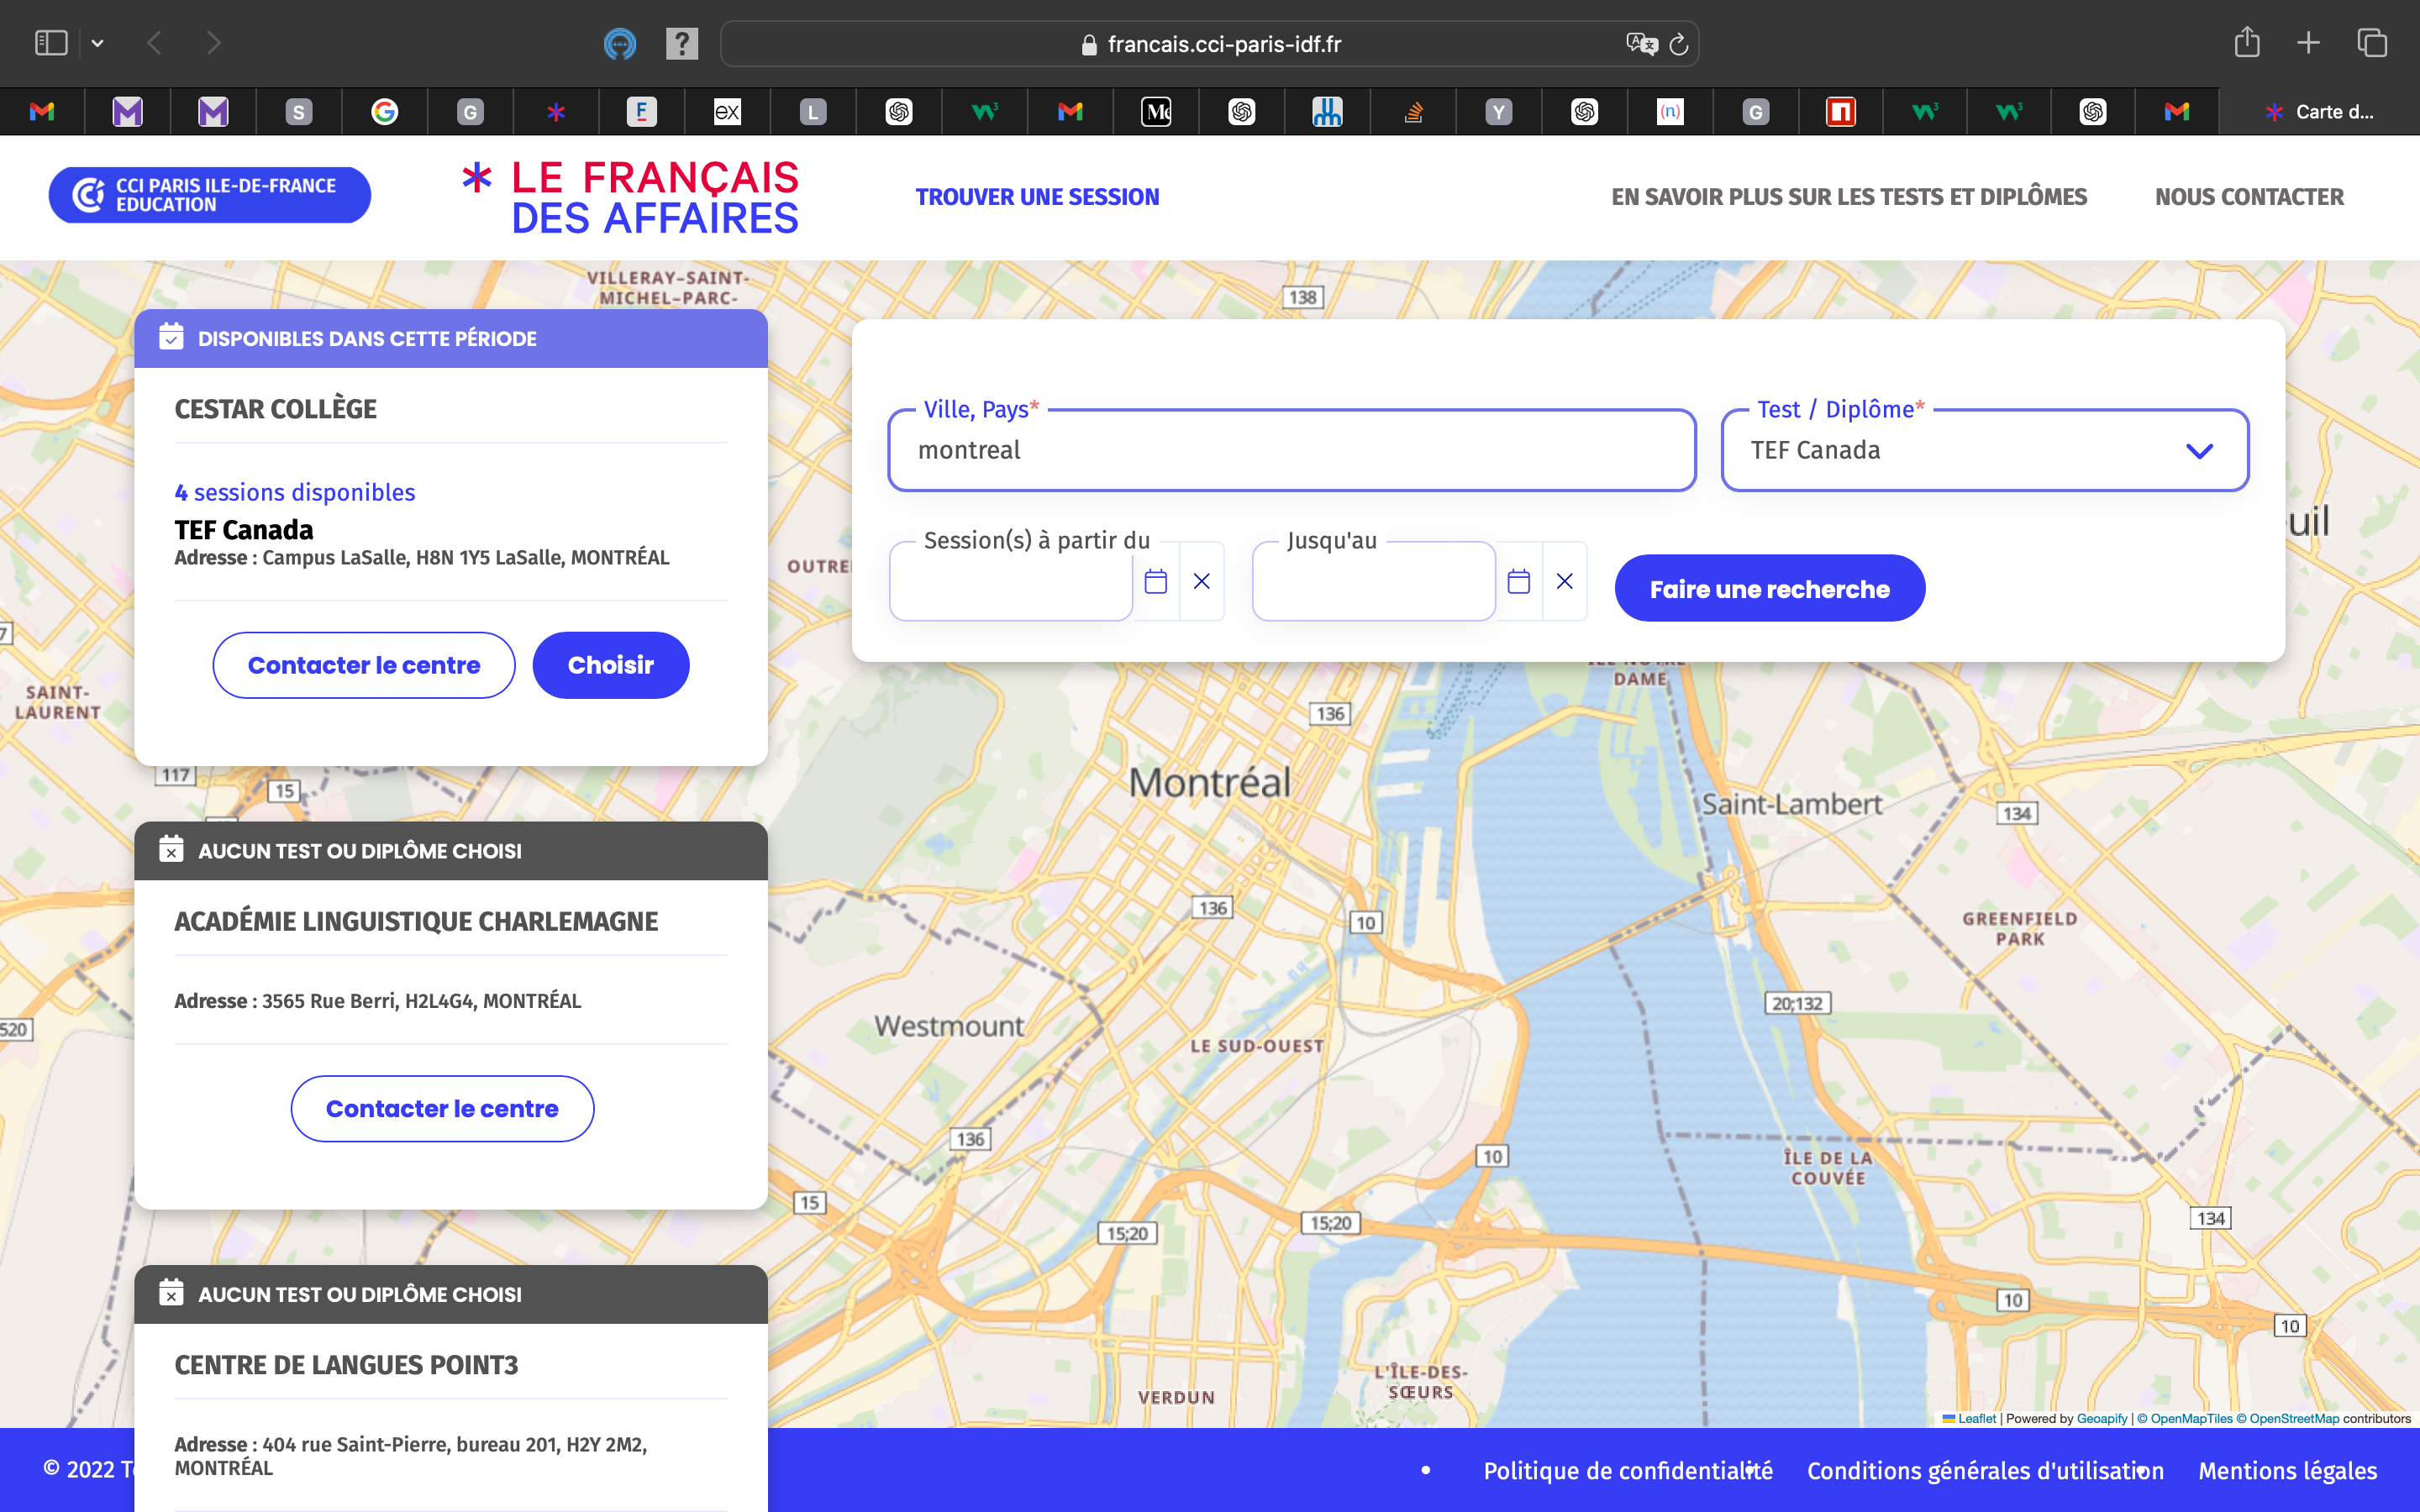 francais.cci-paris-idf.fr
S
G
F
ex
L
W3
Y
(n)
G
W3
W3
Carte d...
CCI PARIS ILE-DE-FRANCE
EDUCATION
LE FRANÇAIS
DES AFFAIRES
TROUVER UNE SESSION
EN SAVOIR PLUS SUR LES TESTS ET DIPLÔMES
NOUS CONTACTER
DISPONIBLES DANS CETTE PÉRIODE
CESTAR COLLÈGE
4 sessions disponibles
TEF Canada
Adresse : Campus LaSalle, H8N 1Y5 LaSalle, MONTRÉAL
Contacter le centre
Choisir
AUCUN TEST OU DIPLÔME CHOISI
ACADÉMIE LINGUISTIQUE CHARLEMAGNE
Adresse : 3565 Rue Berri, H2L4G4, MONTRÉAL
Contacter le centre
AUCUN TEST OU DIPLÔME CHOISI
CENTRE DE LANGUES POINT3
Adresse : 404 rue Saint-Pierre, bureau 201, H2Y 2M2,
MONTRÉAL
Ville, Pays*
montreal
Test / Diplôme*
TEF Canada
Session(s) à partir du
Jusqu'au
Faire une recherche
VILLERAY–SAINT-
MICHEL–PARC-
138
OUTRE
uil
SAINT-
LAURENT
117
15
DAME
136
Montréal
Saint-Lambert
134
136
10
GREENFIELD
PARK
520
Westmount
LE SUD-OUEST
20;132
136
10
ÎLE DE LA
COUVÉE
15
15;20
15;20
134
10
10
L'ÎLE-DES-
SŒURS
VERDUN
Leaflet | Powered by Geoapify | © OpenMapTiles © OpenStreetMap contributors
© 2022 T
Politique de confidentialité
Conditions générales d'utilisation
Mentions légales